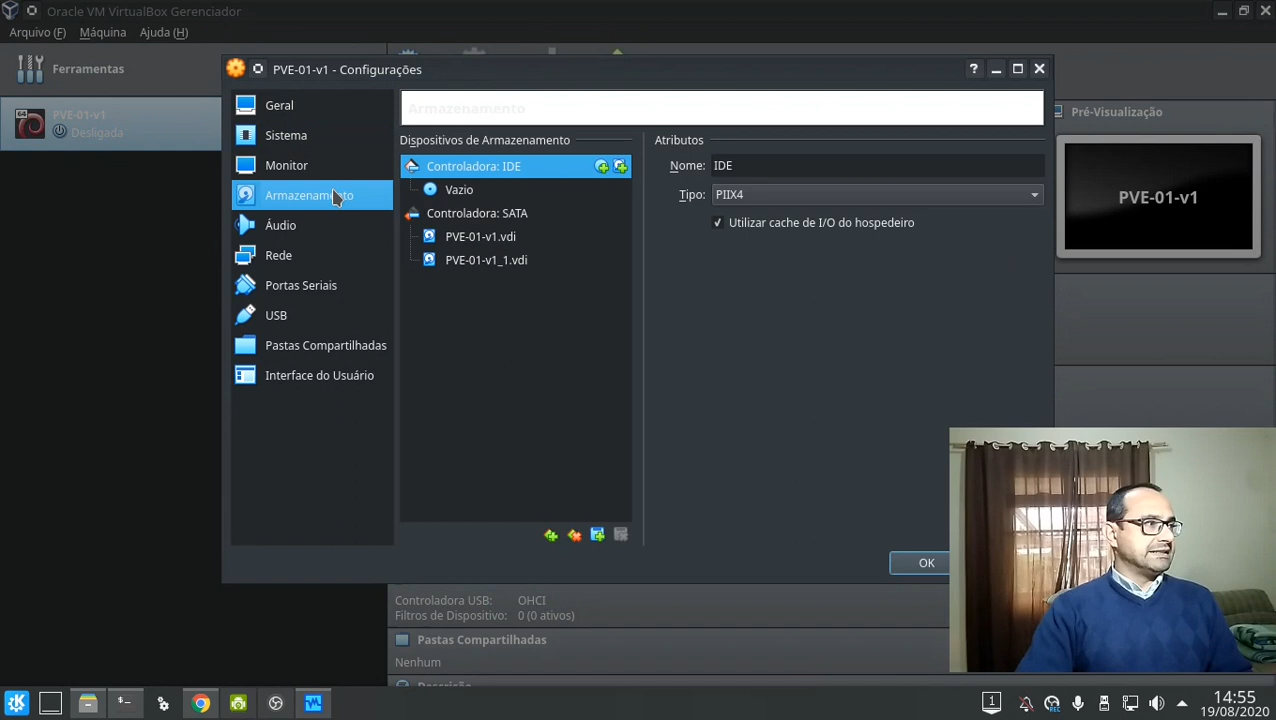 Oracle VM VirtualBox Gerenciador
Arquivo (F) Máquina Ajuda (H)
Ferramentas
PVE-01-v1
Desligada
PVE-01-v1 - Configurações
Geral
Sistema
Monitor
Armazenamento
Áudio
Rede
Portas Seriais
USB
Pastas Compartilhadas
Interface do Usuário
Armazenamento
Dispositivos de Armazenamento
Controladora: IDE
Vazio
Controladora: SATA
PVE-01-v1.vdi
PVE-01-v1_1.vdi
Atributos
Nome: IDE
Tipo: PIIX4
Utilizar cache de I/O do hospedeiro
OK
Pré-Visualização
PVE-01-v1
Controladora USB: OHCI
Filtros de Dispositivo: 0 (0 ativos)
Pastas Compartilhadas
Nenhum
1
REC
14:55
19/08/2020